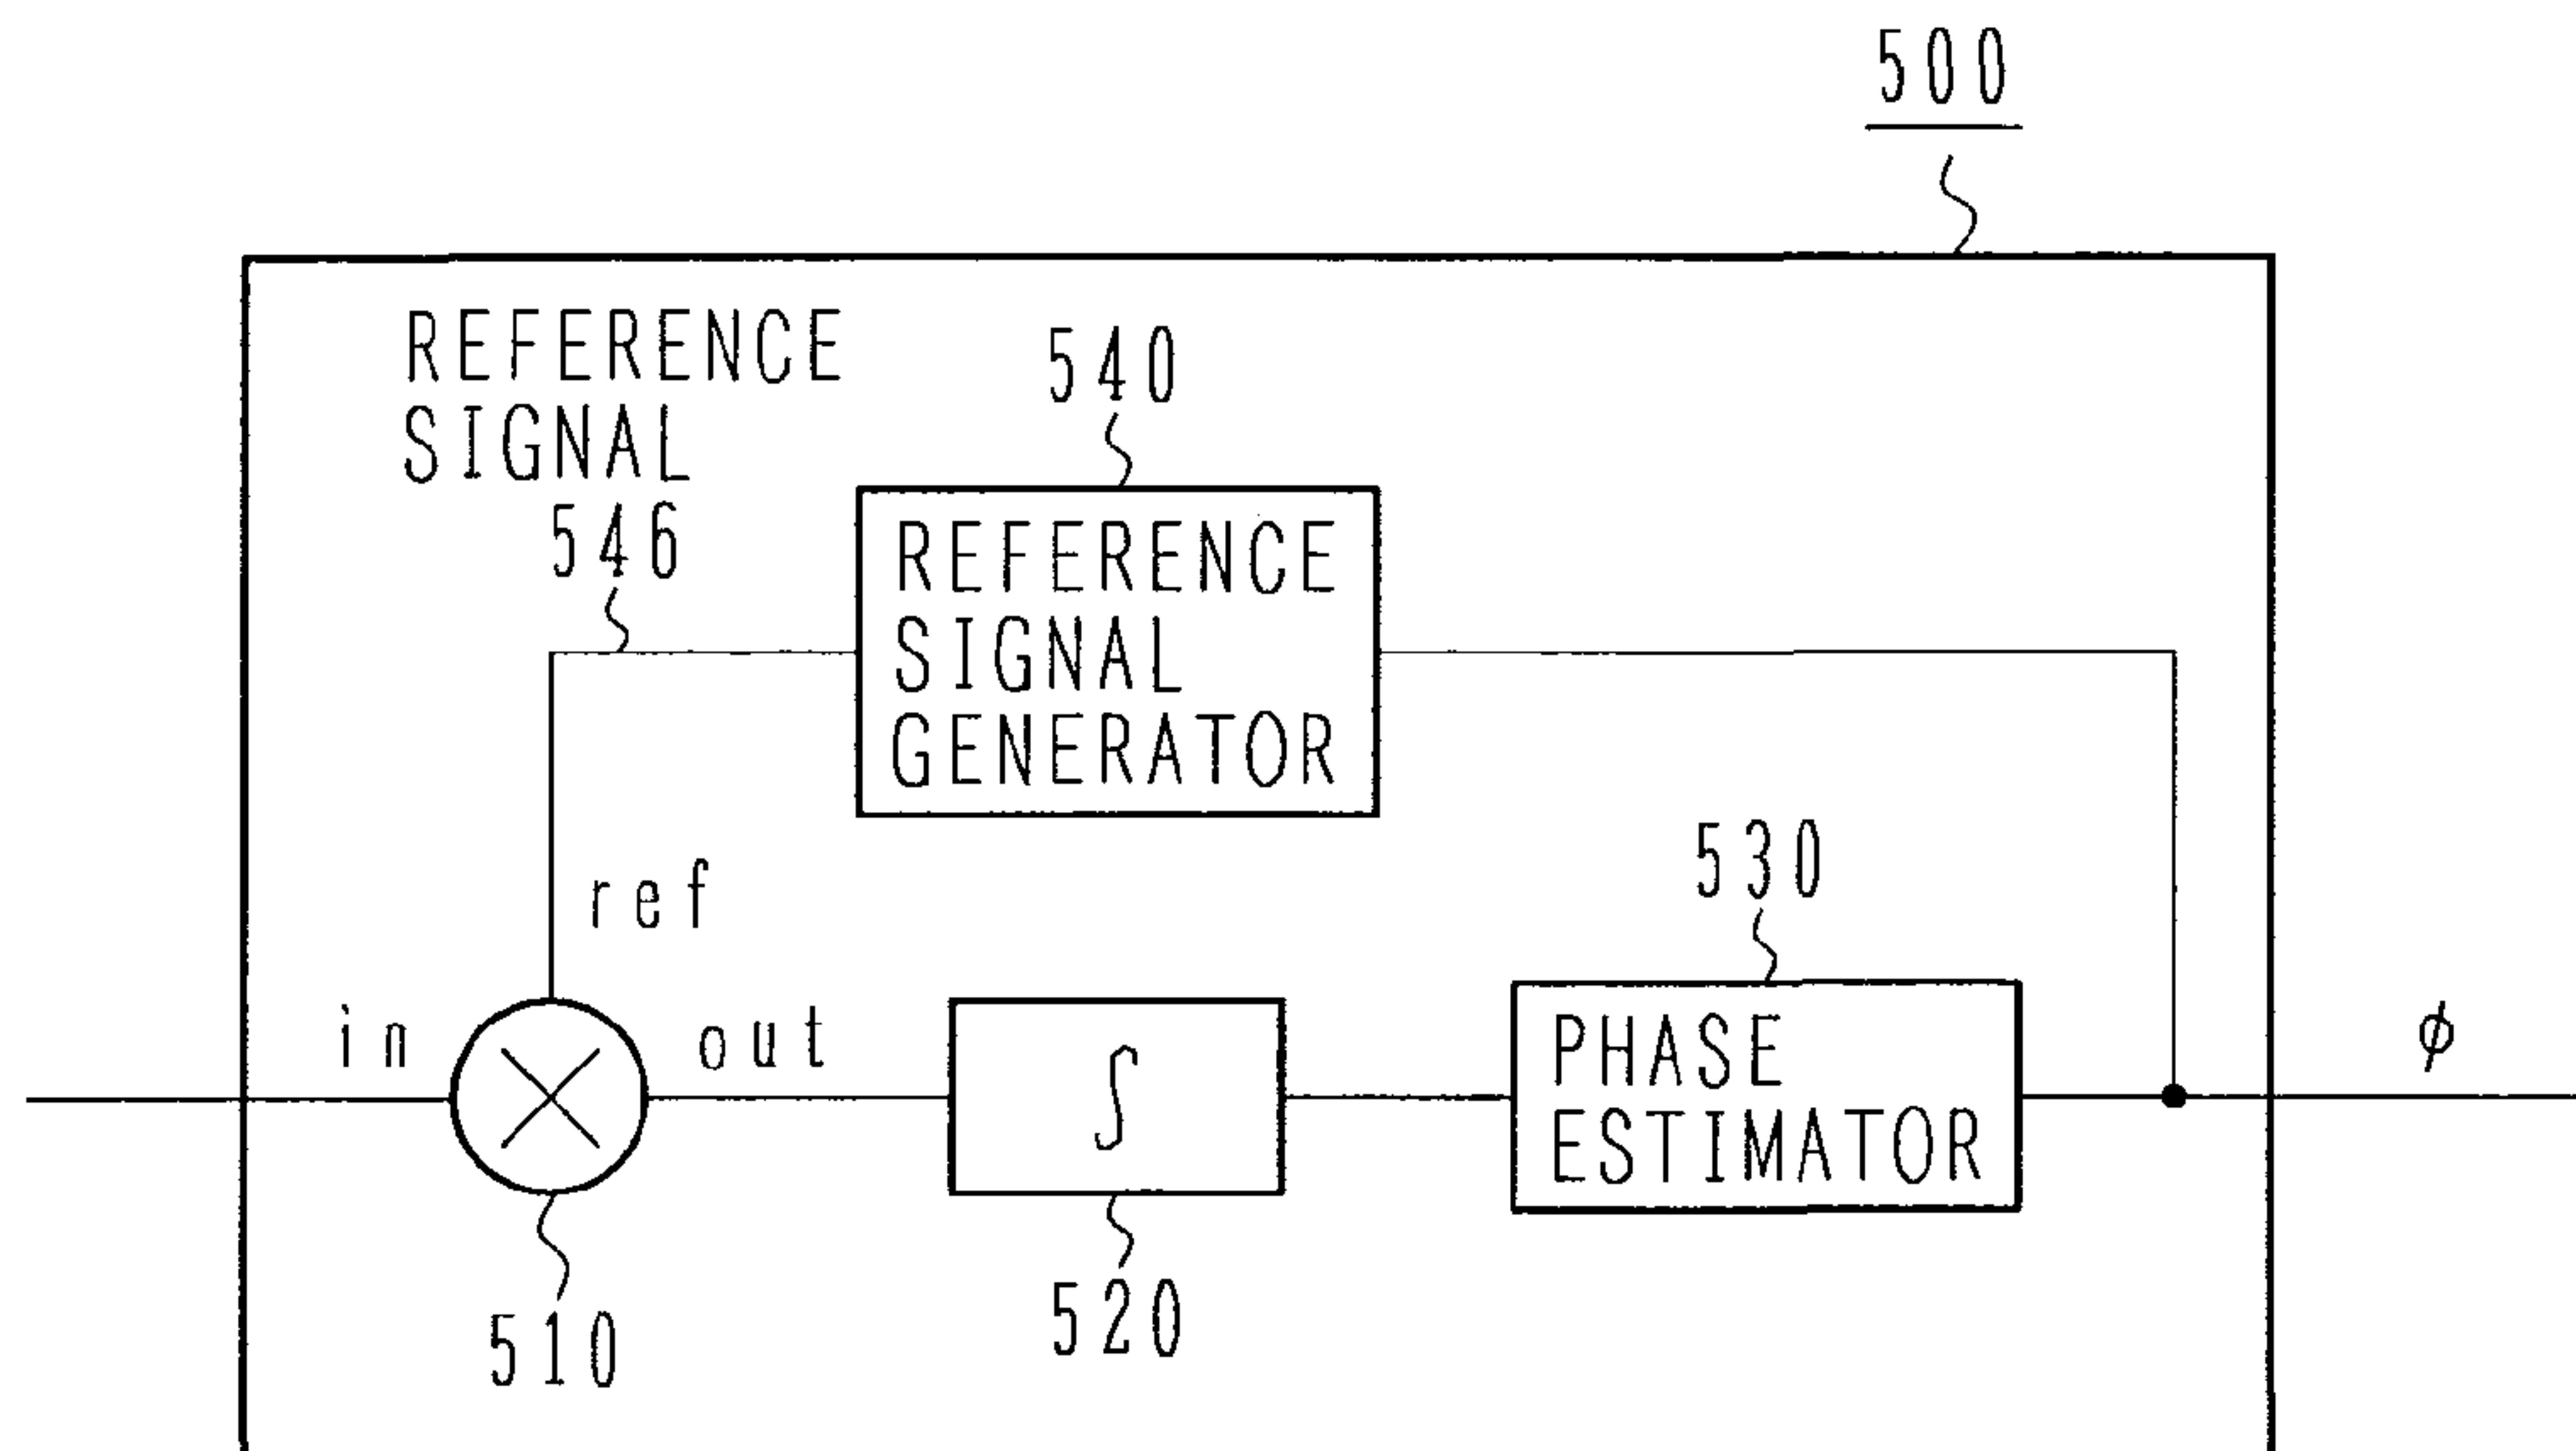 500
REFERENCE
SIGNAL
546
540
REFERENCE
SIGNAL
GENERATOR
ref
530
in
out
∫
PHASE
ESTIMATOR
ϕ
510
520